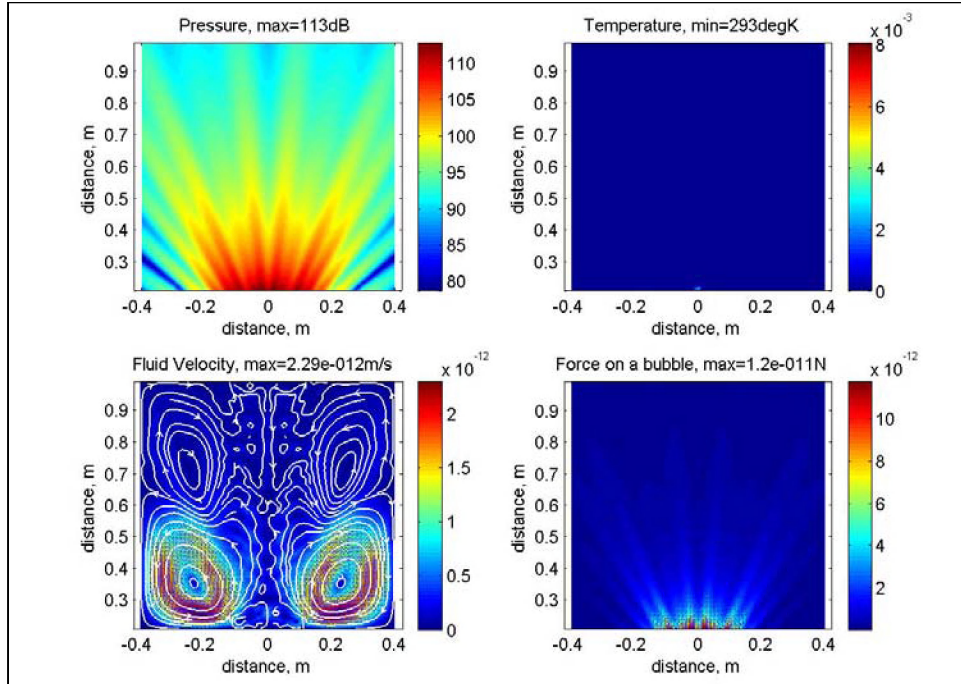 Pressure, max=113dB
0.9
0.8
0.7
0.6
0.5
0.4
0.3
distance, m
-0.4 -0.2 0 0.2 0.4
distance, m
110
105
100
95
90
85
80
Temperature, min=293degK
x 10-3
0.9
0.8
0.7
0.6
0.5
0.4
0.3
distance, m
-0.4 -0.2 0 0.2 0.4
distance, m
8
6
4
2
0
Fluid Velocity, max=2.29e-012m/s
x 10-12
0.9
0.8
0.7
0.6
0.5
0.4
0.3
distance, m
-0.4 -0.2 0 0.2 0.4
distance, m
2
1.5
1
0.5
0
Force on a bubble, max=1.2e-011N
x 10-12
0.9
0.8
0.7
0.6
0.5
0.4
0.3
distance, m
-0.4 -0.2 0 0.2 0.4
distance, m
10
8
6
4
2